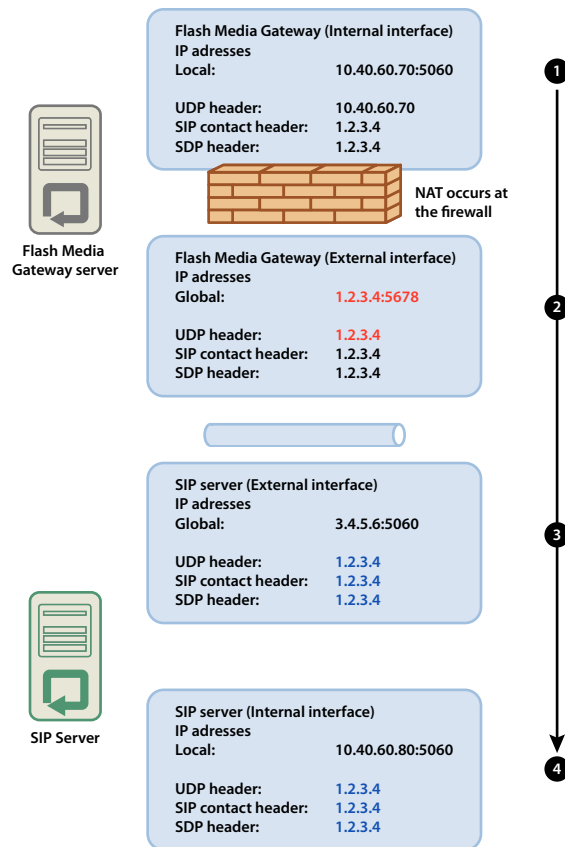 Flash Media Gateway (Internal interface)
IP adresses
Local: 10.40.60.70:5060
UDP header: 10.40.60.70
SIP contact header: 1.2.3.4
SDP header: 1.2.3.4
1
NAT occurs at
the firewall
Flash Media
Gateway server
Flash Media Gateway (External interface)
IP adresses
Global: 1.2.3.4:5678
UDP header: 1.2.3.4
SIP contact header: 1.2.3.4
SDP header: 1.2.3.4
2
SIP server (External interface)
IP adresses
Global: 3.4.5.6:5060
UDP header: 1.2.3.4
SIP contact header: 1.2.3.4
SDP header: 1.2.3.4
3
SIP Server
SIP server (Internal interface)
IP adresses
Local: 10.40.60.80:5060
UDP header: 1.2.3.4
SIP contact header: 1.2.3.4
SDP header: 1.2.3.4
4